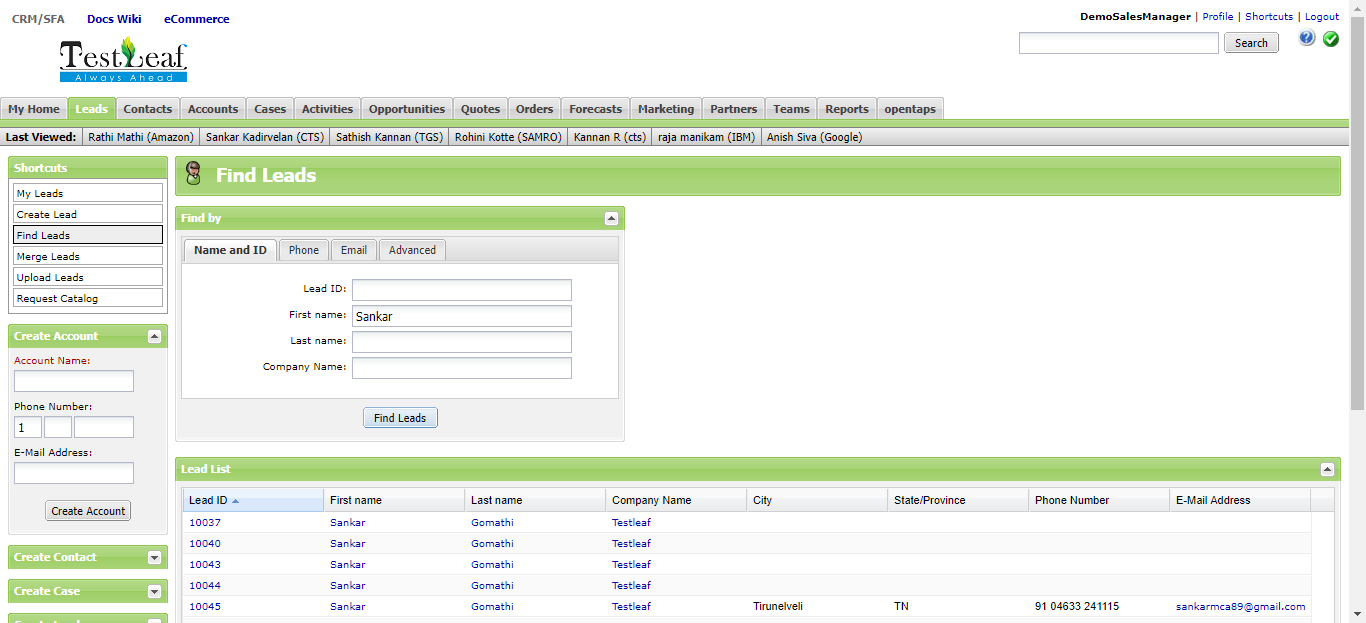 CRM/SFA Docs Wiki eCommerce
DemoSalesManager | Profile | Shortcuts | Logout
Search
TestLeaf
Always Ahead
My Home Leads Contacts Accounts Cases Activities Opportunities Quotes Orders Forecasts Marketing Partners Teams Reports opentaps
Last Viewed: Rathi Mathi (Amazon) Sankar Kadirvelan (CTS) Sathish Kannan (TGS) Rohini Kotte (SAMRO) Kannan R (cts) raja manikam (IBM) Anish Siva (Google)
Shortcuts
My Leads
Create Lead
Find Leads
Merge Leads
Upload Leads
Request Catalog
Create Account
Account Name:
Phone Number:
1
E-Mail Address:
Create Account
Create Contact
Create Case
Find Leads
Find by
Name and ID Phone Email Advanced
Lead ID:
First name: Sankar
Last name:
Company Name:
Find Leads
Lead List
Lead ID First name Last name Company Name City State/Province Phone Number E-Mail Address
10037 Sankar Gomathi Testleaf
10040 Sankar Gomathi Testleaf
10043 Sankar Gomathi Testleaf
10044 Sankar Gomathi Testleaf
10045 Sankar Gomathi Testleaf Tirunelveli TN 91 04633 241115 sankarmca89@gmail.com